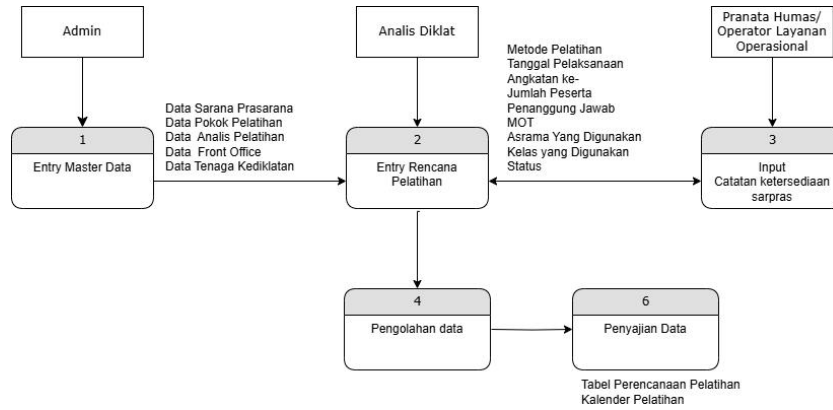 Admin
Analis Diklat
Pranata Humas/
Operator Layanan
Operasional
Data Sarana Prasarana
Data Pokok Pelatihan
Data Analis Pelatihan
Data Front Office
Data Tenaga Kediklatan
Metode Pelatihan
Tanggal Pelaksanaan
Angkatan ke-
Jumlah Peserta
Penanggung Jawab
MOT
Asrama Yang Digunakan
Kelas yang Digunakan
Status
1
Entry Master Data
2
Entry Rencana
Pelatihan
3
Input
Catatan ketersediaan
sarpras
4
Pengolahan data
6
Penyajian Data
Tabel Perencanaan Pelatihan
Kalender Pelatihan